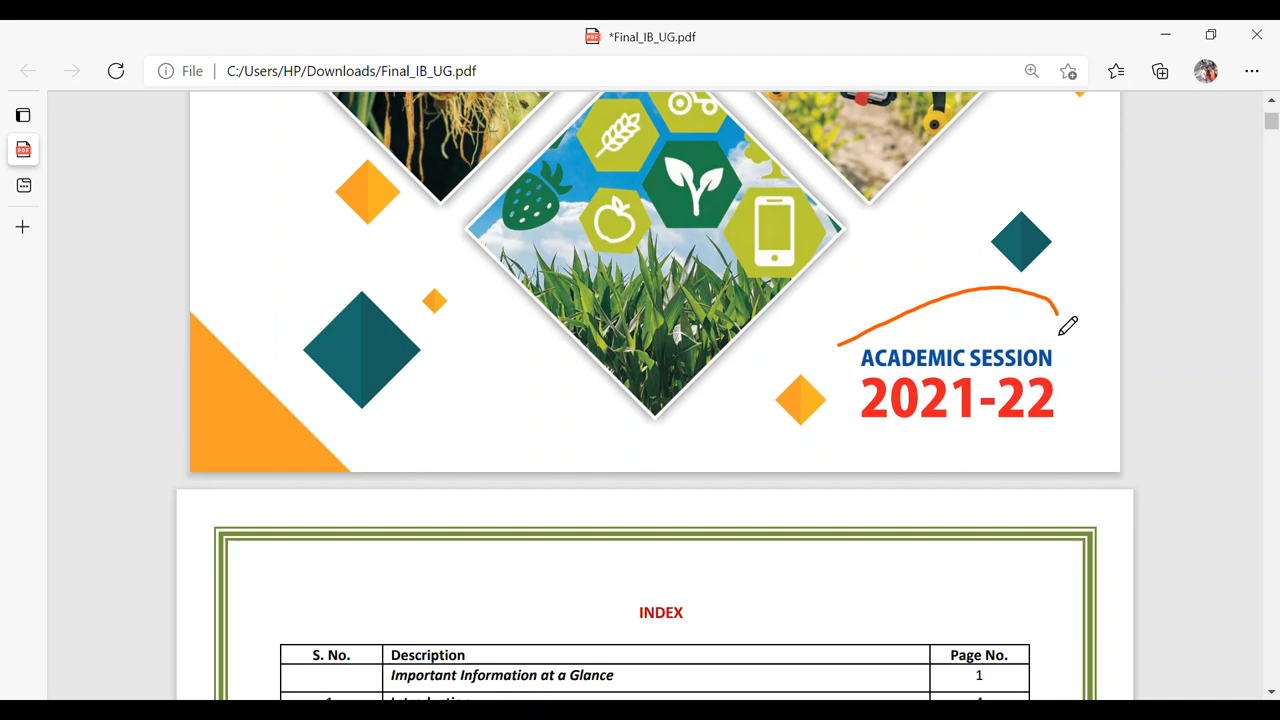 *Final_IB_UG.pdf
File | C:/Users/HP/Downloads/Final_IB_UG.pdf
ACADEMIC SESSION
2021-22
INDEX
S. No. Description Page No.
Important Information at a Glance 1